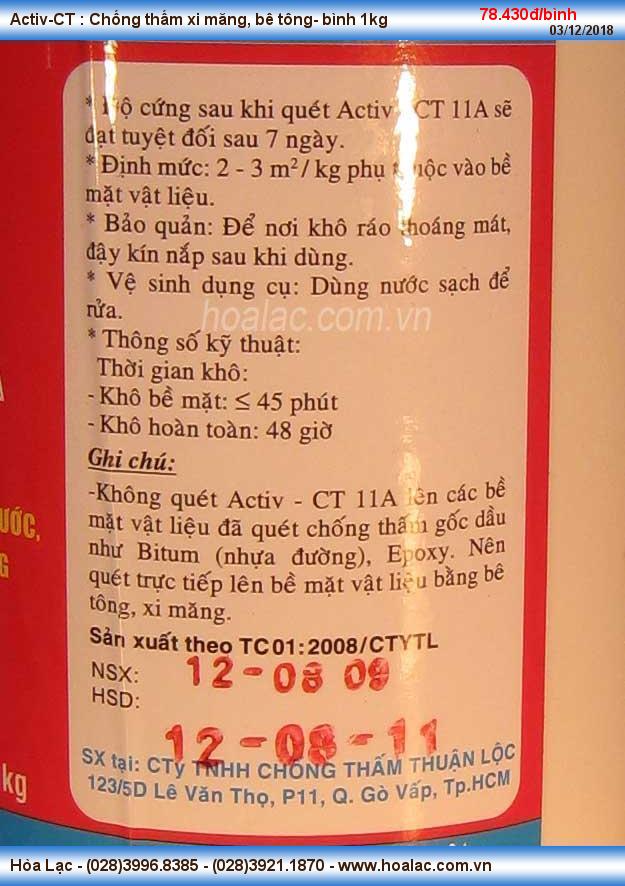 Activ-CT : Chống thấm xi măng, bê tông- bình 1kg
78.430đ/bình
03/12/2018
* Độ cứng sau khi quét Activ - CT 11A sẽ
đạt tuyệt đối sau 7 ngày.
* Định mức: 2 - 3 m²/ kg phụ thuộc vào bề
mặt vật liệu.
* Bảo quản: Để nơi khô ráo thoáng mát,
đậy kín nắp sau khi dùng.
* Vệ sinh dụng cụ: Dùng nước sạch để
rửa.
hoalac.com.vn
* Thông số kỹ thuật:
Thời gian khô:
- Khô bề mặt: ≤ 45 phút
- Khô hoàn toàn: 48 giờ
Ghi chú:
-Không quét Activ - CT 11A lên các bề
mặt vật liệu đã quét chống thấm gốc dầu
như Bitum (nhựa đường), Epoxy. Nên
quét trực tiếp lên bề mặt vật liệu bằng bê
tông, xi măng.
Sản xuất theo TC01:2008/CTYTL
NSX: 12-08 09
HSD:
12-08-11
SX tại: CTy TNHH CHỐNG THẤM THUẬN LỘC
123/5D Lê Văn Thọ, P11, Q. Gò Vấp, Tp.HCM
kg
Hòa Lạc - (028)3996.8385 - (028)3921.1870 - www.hoalac.com.vn